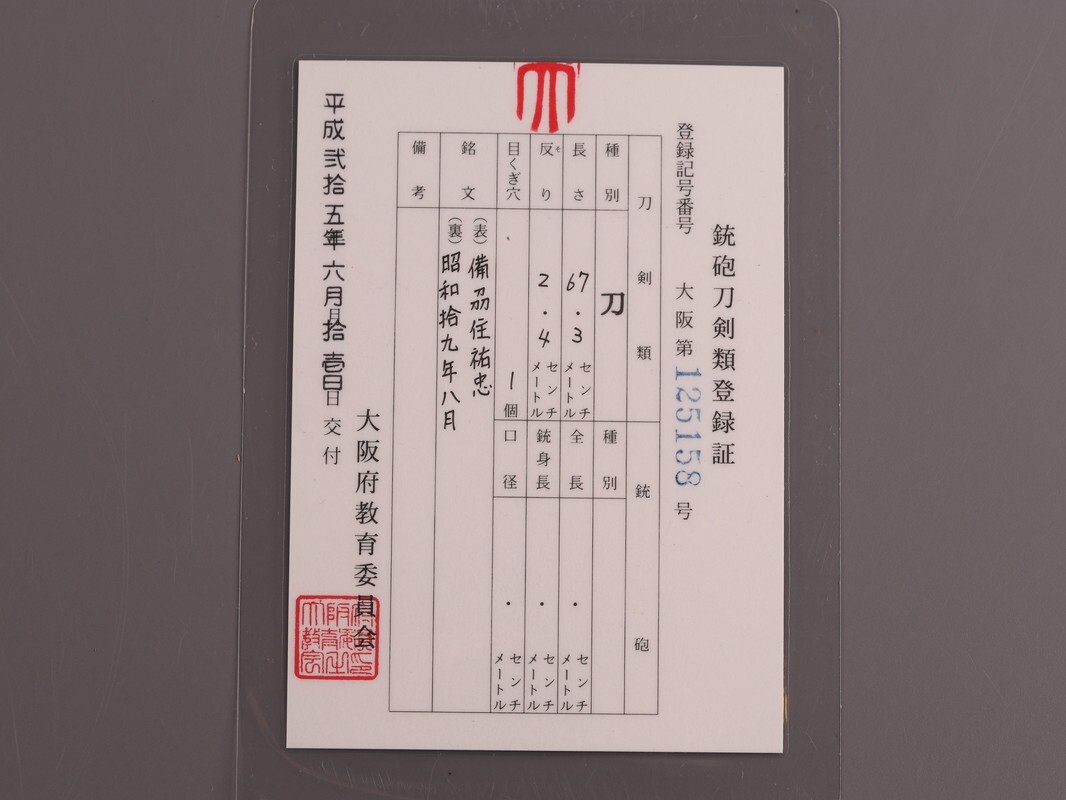 銃砲刀剣類登録証
登録記号番号 大阪第125158号
刀剣類
銃砲
種別 刀
種別
長さ 67.3センチメートル
全長 ・センチメートル
反り 2.4センチメートル
銃身長 ・センチメートル
目くぎ穴 1個
口径 ・センチメートル
銘文 (表)備前住祐忠
(裏)昭和拾九年八月
備考
大阪府教育委員会
平成弐拾五年六月拾壱日交付